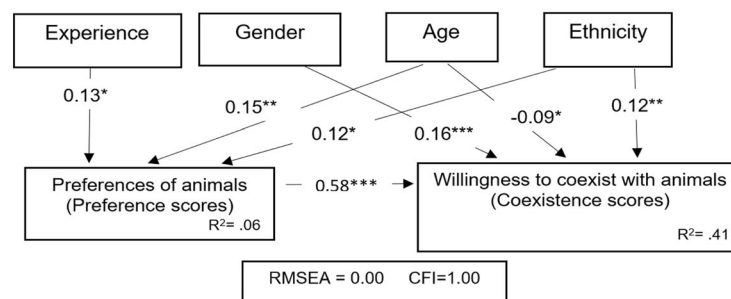 Experience
Gender
Age
Ethnicity
0.13*
0.15**
0.12*
0.16***
-0.09*
0.12**
Preferences of animals
(Preference scores)
R²= .06
0.58***
Willingness to coexist with animals
(Coexistence scores)
R²= .41
RMSEA = 0.00 CFI=1.00